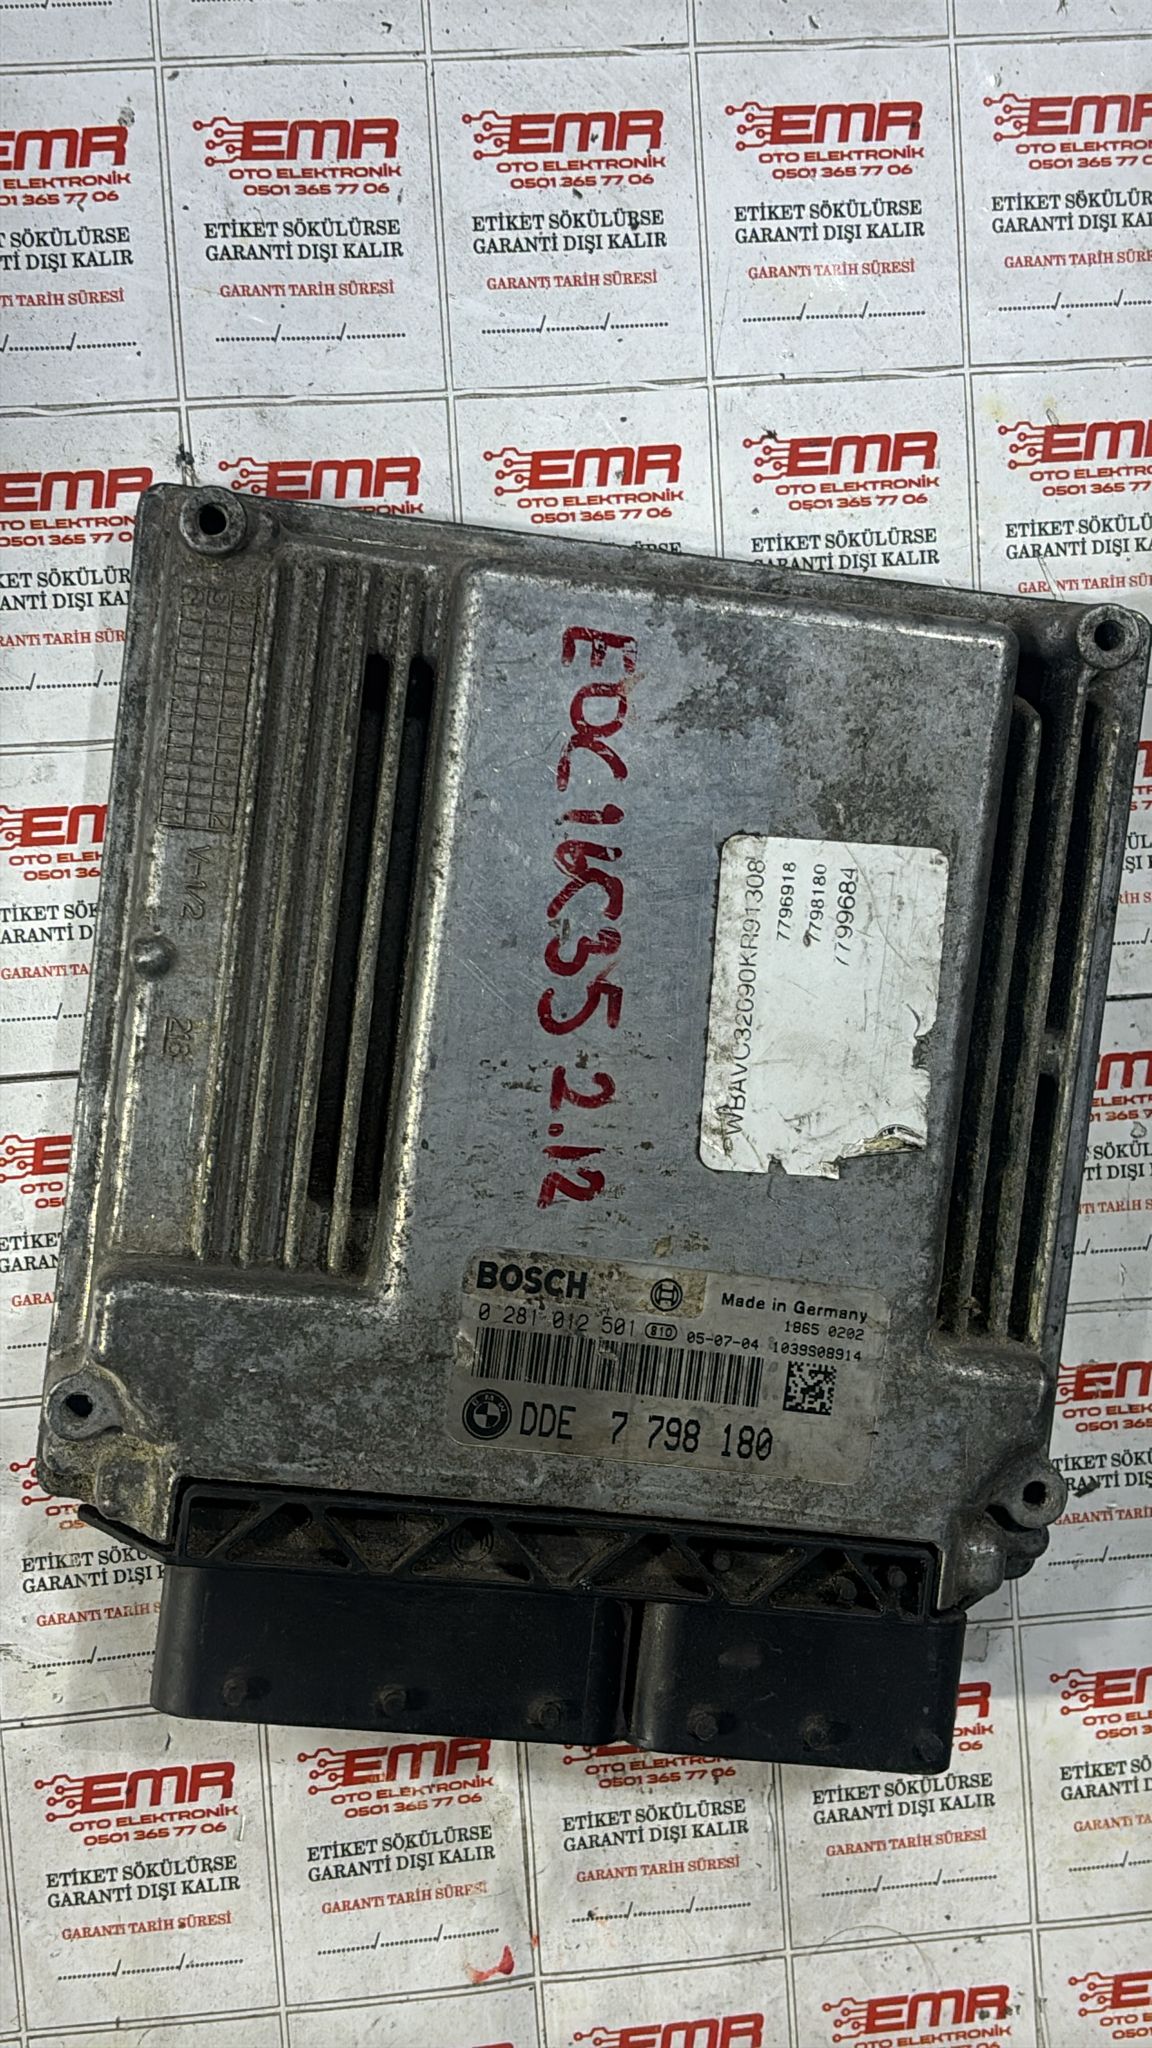 EMR
OTO ELEKTRONİK
0501 365 77 06
ETİKET SÖKÜLÜRSE
GARANTİ DIŞI KALIR
GARANTi TARİH SÜRESİ
............/............/............
EDC16C35 2.12
7796918
7798180
7799684
V-1/2
216
BOSCH
Made in Germany
0 281 012 501 810 05-07-04
1865 0202
1039S08914
DDE 7 798 180